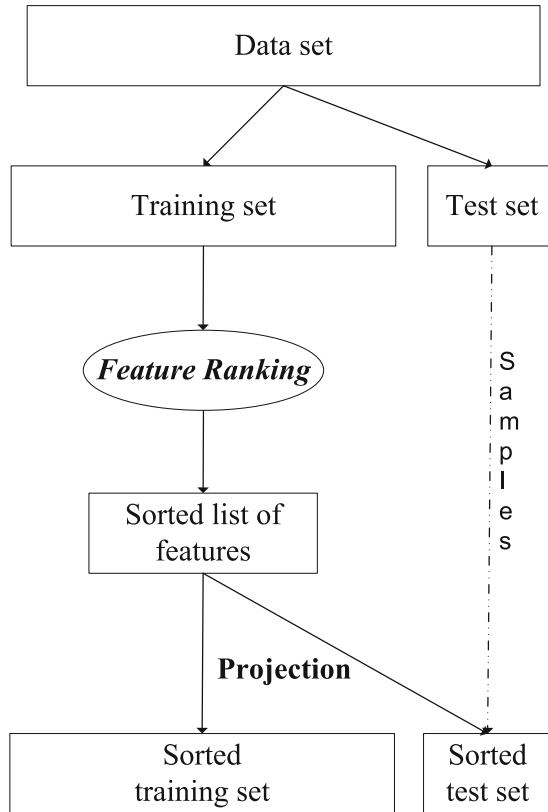 Data set
Training set
Test set
Feature Ranking
Samples
Sorted list of
features
Projection
Sorted
training set
Sorted
test set